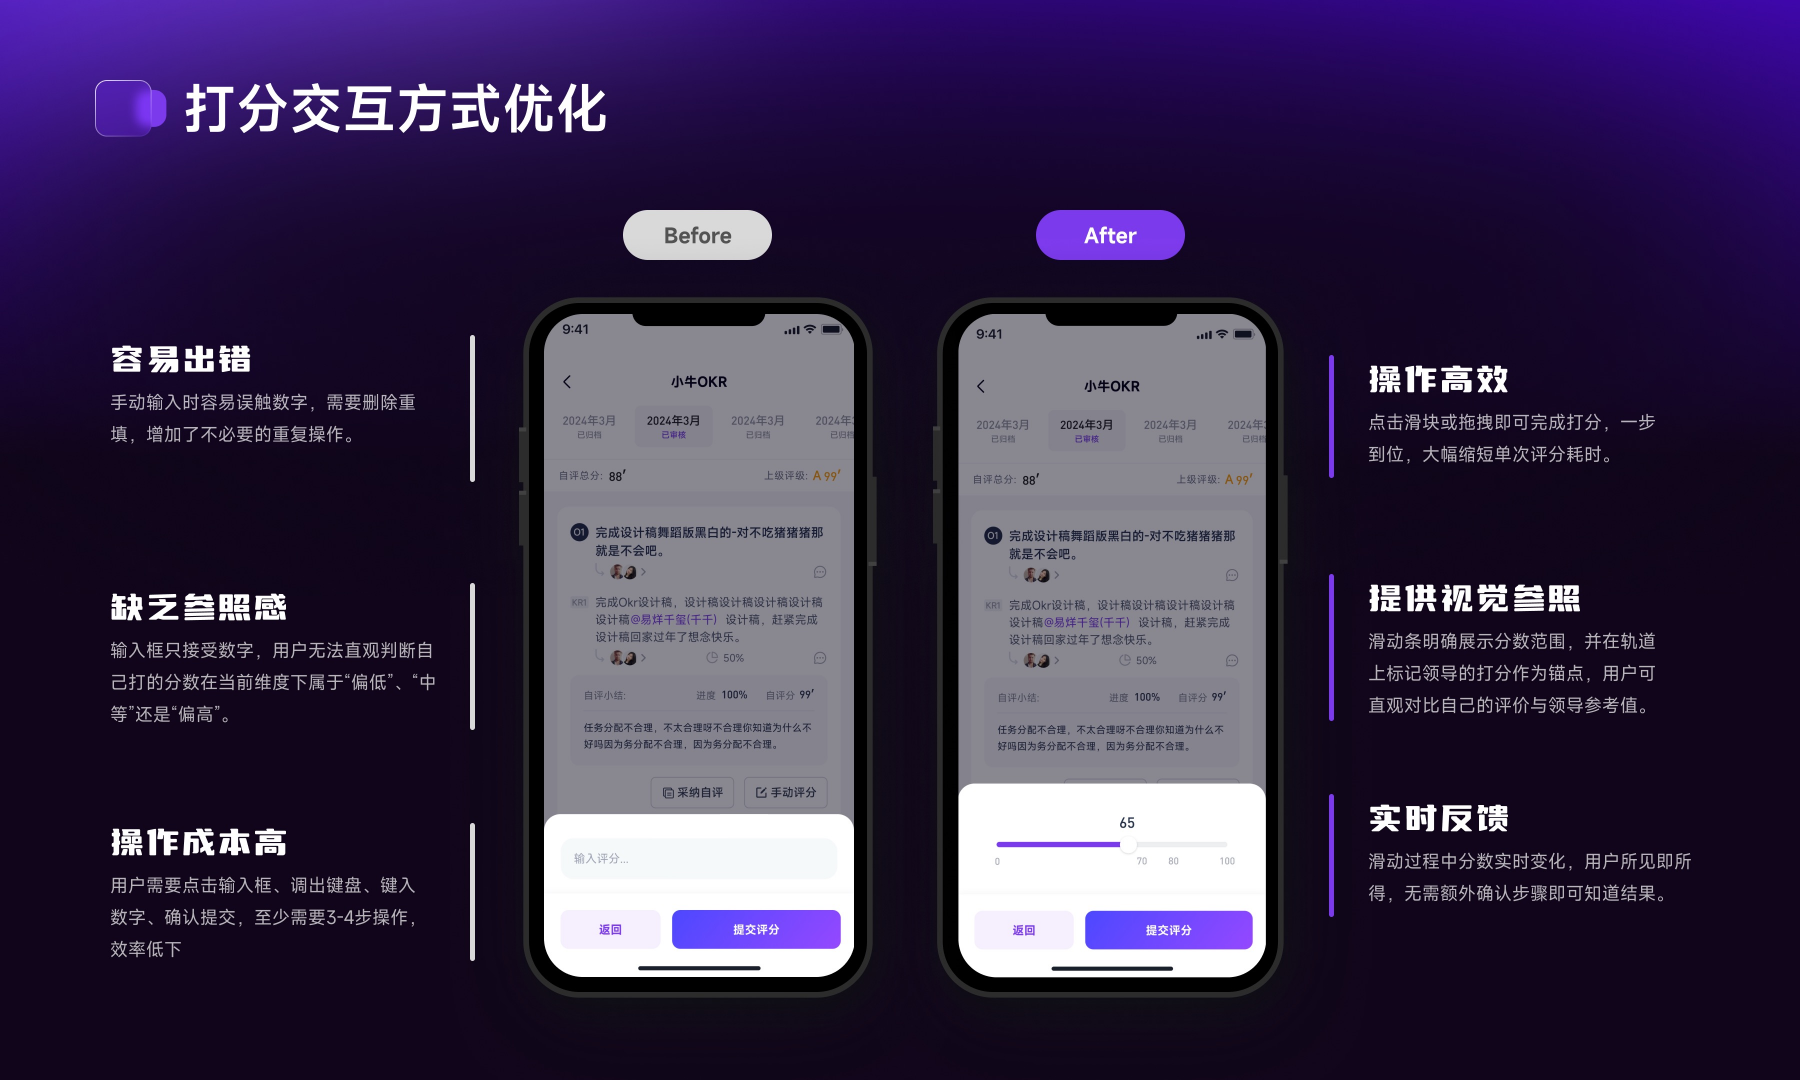 打分交互方式优化
Before
After
容易出错
手动输入时容易误触数字，需要删除重
填，增加了不必要的重复操作。
缺乏参照感
输入框只接受数字，用户无法直观判断自
己打的分数在当前维度下属于“偏低”、“中
等”还是“偏高”。
操作成本高
用户需要点击输入框、调出键盘、键入
数字、确认提交，至少需要3-4步操作，
效率低下
9:41
小牛OKR
2024年3月
已归档
2024年3月
已审核
2024年3月
已归档
2024年
已归档
自评总分：88′
上级评级：A 99′
O1
完成设计稿舞蹈版黑白的-对不吃猪猪猪那
就是不会吧。
KR1
完成Okr设计稿，设计稿设计稿设计稿设计稿
设计稿@易烊千玺(千千) 设计稿，赶紧完成
设计稿回家过年了想念快乐。
50%
自评小结:
进度 100%
自评分 99′
任务分配不合理，不太合理呀不合理你知道为什么不
好吗因为务分配不合理，因为务分配不合理。
采纳自评
手动评分
输入评分...
返回
提交评分
9:41
小牛OKR
2024年3月
已归档
2024年3月
已审核
2024年3月
已归档
2024年
已归档
自评总分：88′
上级评级：A 99′
O1
完成设计稿舞蹈版黑白的-对不吃猪猪猪那
就是不会吧。
KR1
完成Okr设计稿，设计稿设计稿设计稿设计稿
设计稿@易烊千玺(千千) 设计稿，赶紧完成
设计稿回家过年了想念快乐。
50%
自评小结:
进度 100%
自评分 99′
任务分配不合理，不太合理呀不合理你知道为什么不
好吗因为务分配不合理，因为务分配不合理。
65
0
70
80
100
返回
提交评分
操作高效
点击滑块或拖拽即可完成打分，一步
到位，大幅缩短单次评分耗时。
提供视觉参照
滑动条明确展示分数范围，并在轨道
上标记领导的打分作为锚点，用户可
直观对比自己的评价与领导参考值。
实时反馈
滑动过程中分数实时变化，用户所见即所
得，无需额外确认步骤即可知道结果。